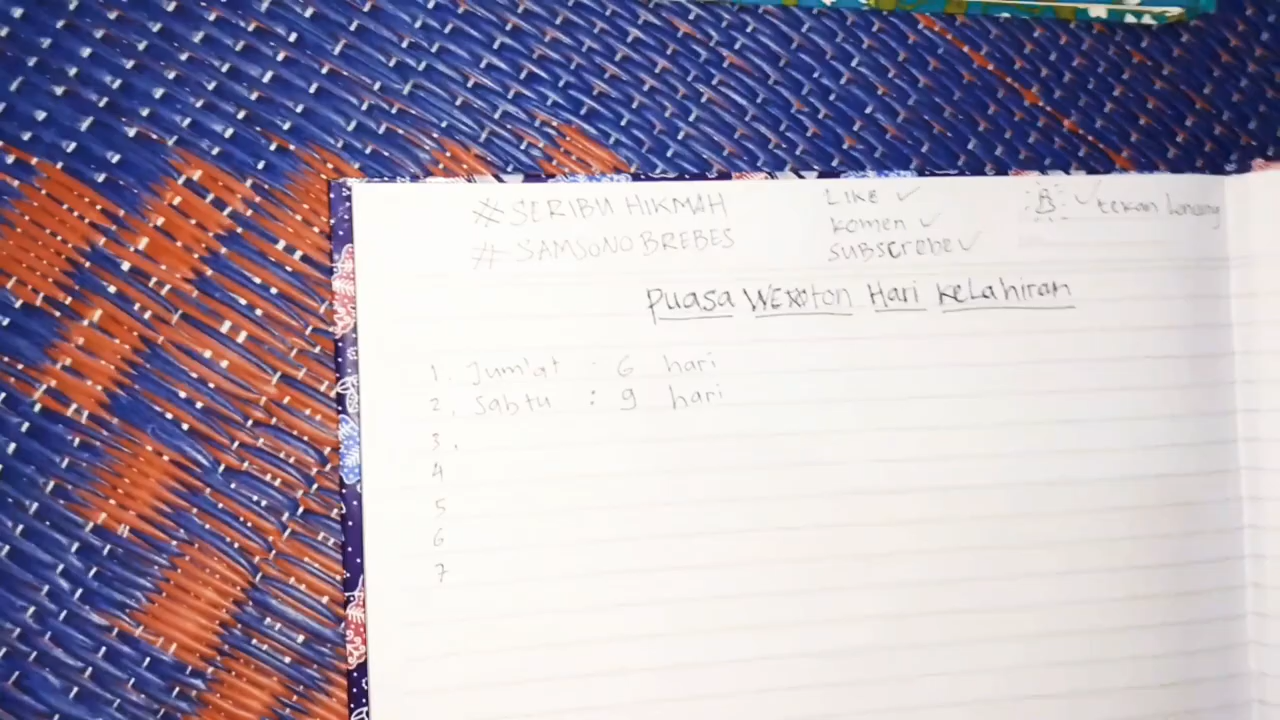 # SERIBU HIKMAH
# SAMSONO BREBES
LIKE ✓
komen ✓
SUBScrebe ✓
✓ tekan Lonceng
Puasa WEtoton Hari KELahiran
1. Jum'at : 6 hari
2. Sabtu : 9 hari
3.
4
5
6
7